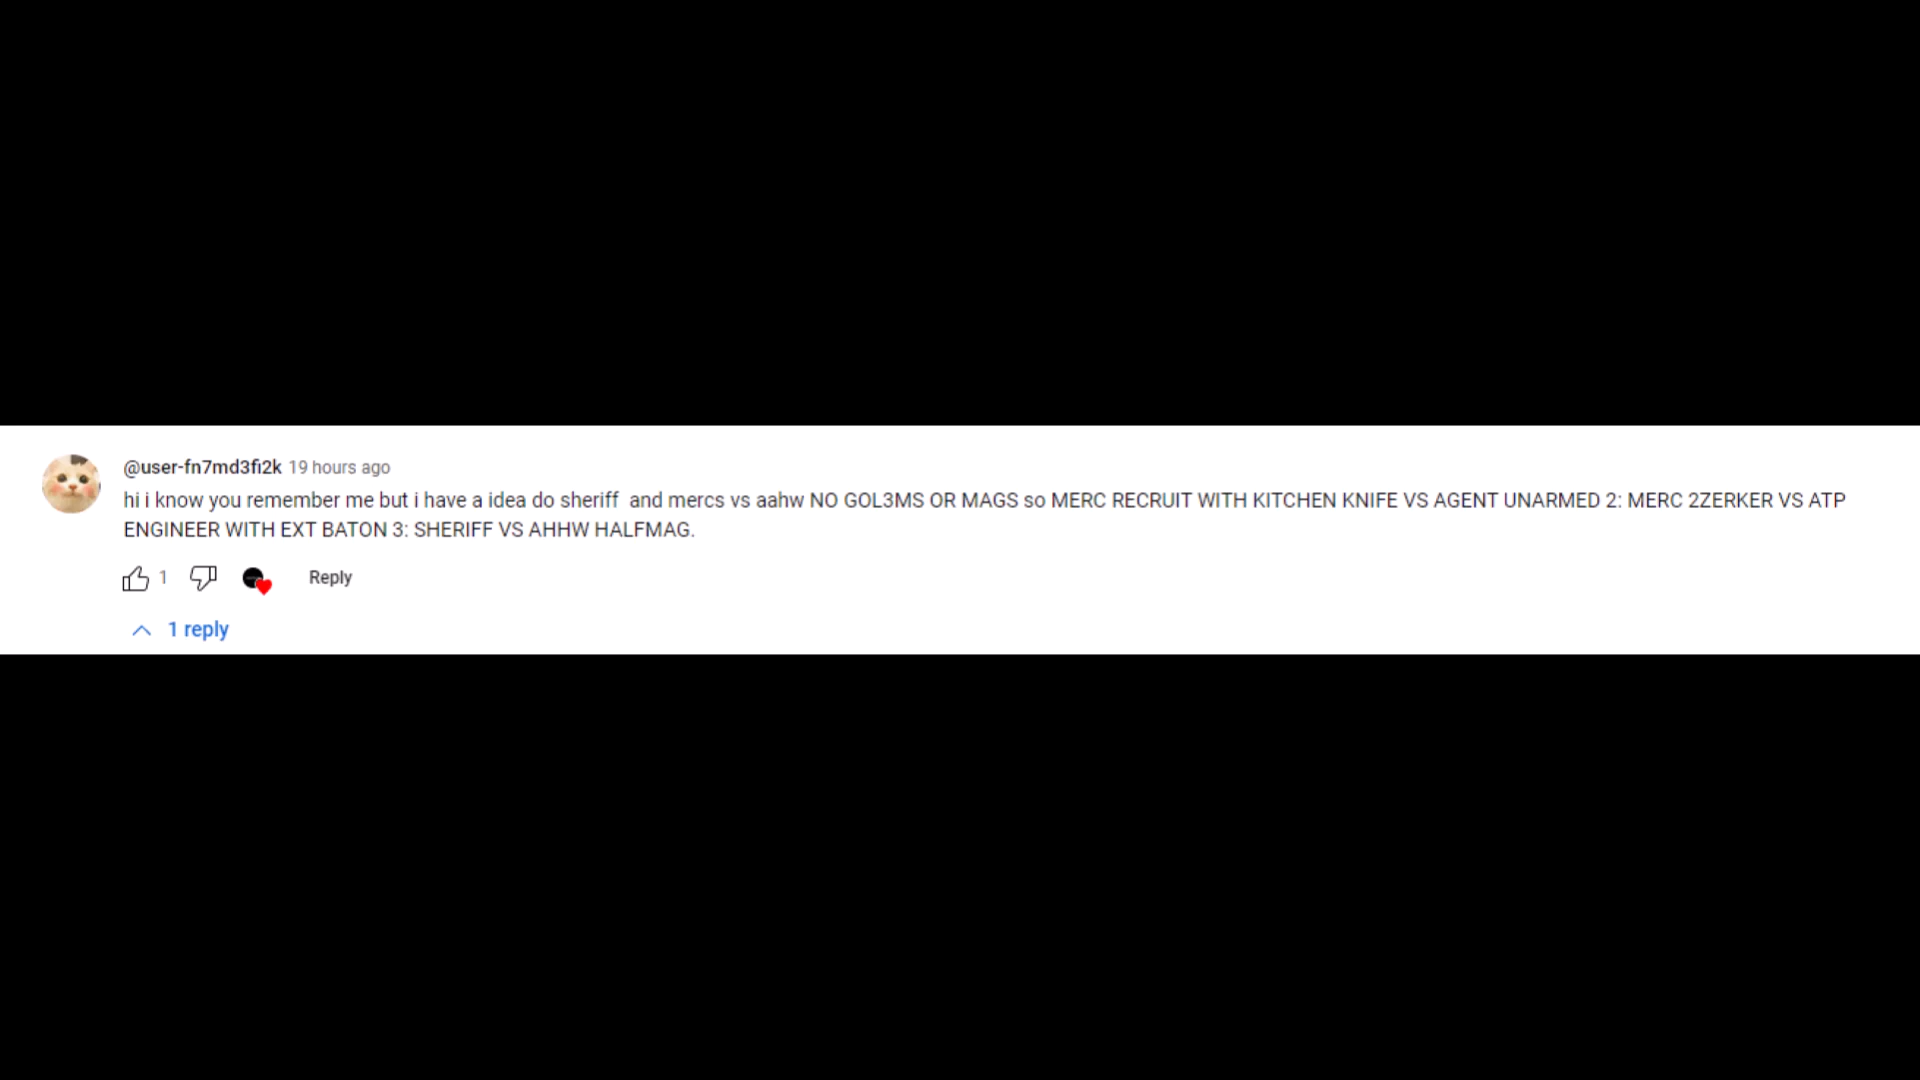 @user-fn7md3fi2k 19 hours ago
hi i know you remember me but i have a idea do sheriff  and mercs vs aahw NO GOL3MS OR MAGS so MERC RECRUIT WITH KITCHEN KNIFE VS AGENT UNARMED 2: MERC 2ZERKER VS ATP
ENGINEER WITH EXT BATON 3: SHERIFF VS AHHW HALFMAG.
1 Reply
1 reply